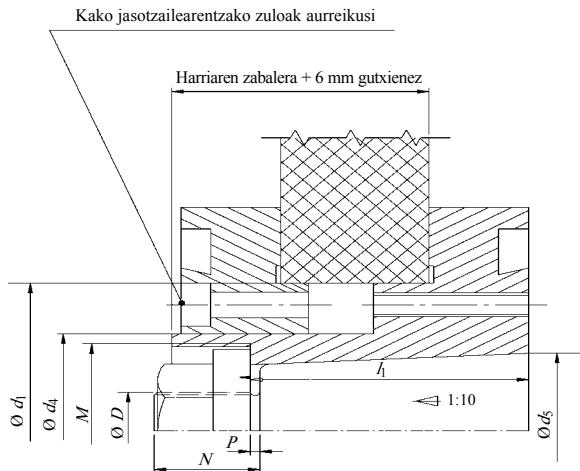 Kako jasotzailearentzako zuloak aurreikusi
Harriaren zabalera + 6 mm gutxienez
Ø d1
Ø d4
M
Ø D
l1
1:10
Ø d5
P
N